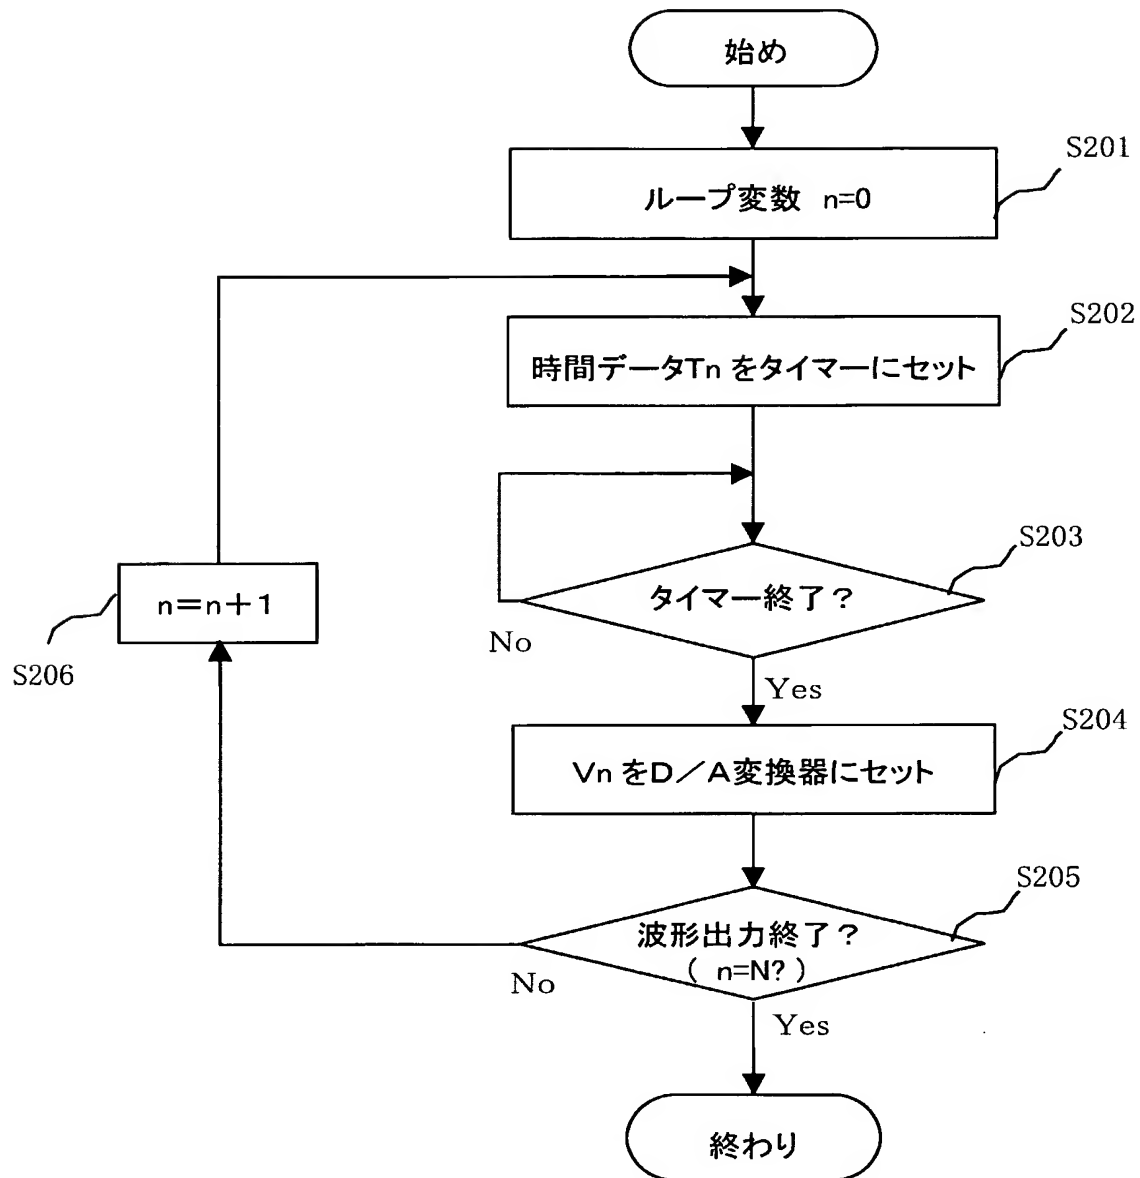 始め
S201
ループ変数 n=0
S202
時間データTn をタイマーにセット
S203
タイマー終了?
No
Yes
n=n+1
S206
S204
Vn をD/A変換器にセット
S205
波形出力終了?
( n=N? )
No
Yes
終わり